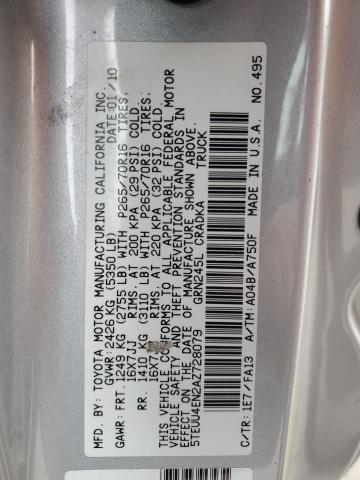 MFD. BY: TOYOTA MOTOR MANUFACTURING CALIFORNIA INC.
DATE: 01/10
GVWR: 2426 KG (5350 LB)
GAWR: FRT. 1249 KG (2755 LB) WITH P265/70R16 TIRES,
16X7JJ RIMS, AT 200 KPA (29 PSI) COLD.
RR. 1410 KG (3110 LB) WITH P265/70R16 TIRES,
16X7JJ RIMS, AT 220 KPA (32 PSI) COLD
THIS VEHICLE CONFORMS TO ALL APPLICABLE FEDERAL MOTOR
VEHICLE SAFETY AND THEFT PREVENTION STANDARDS IN
EFFECT ON THE DATE OF MANUFACTURE SHOWN ABOVE.
5TEUU4EN2AZ728079 TRUCK
GRN245L CRADKA
C/TR: 1E7/FA13 A/TM: A04B/A750F MADE IN U.S.A. NO.495